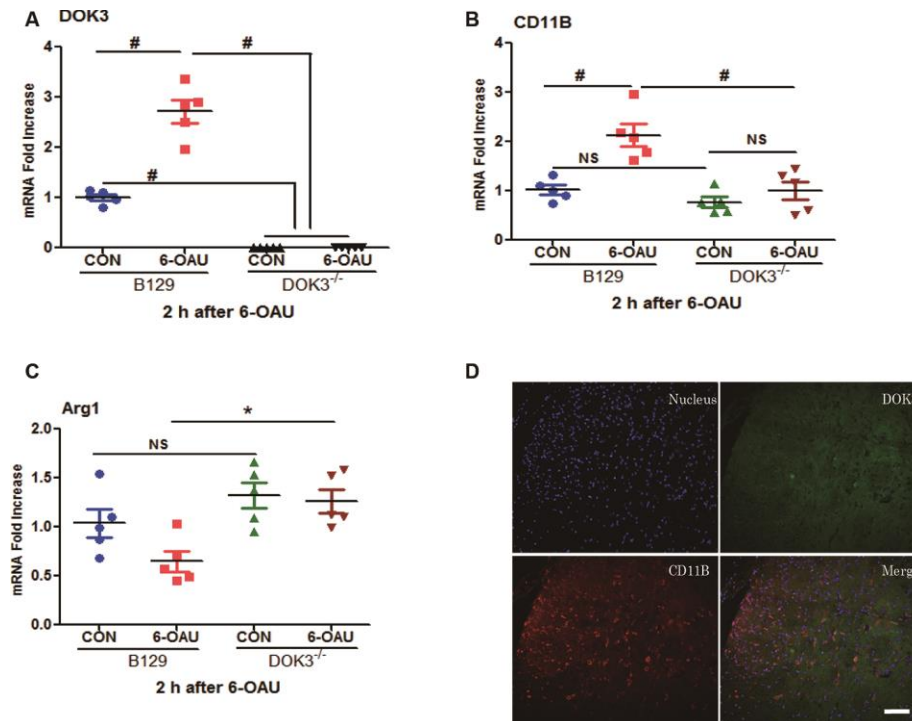 A
DOK3
mRNA Fold Increase
4
3
2
1
0
#
#
#
CON
6-OAU
CON
6-OAU
B129
DOK3-/-
2 h after 6-OAU
B
CD11B
mRNA Fold Increase
4
3
2
1
0
#
#
NS
NS
CON
6-OAU
CON
6-OAU
B129
DOK3-/-
2 h after 6-OAU
C
Arg1
mRNA Fold Increase
2.0
1.5
1.0
0.5
0.0
NS
*
CON
6-OAU
CON
6-OAU
B129
DOK3-/-
2 h after 6-OAU
D
Nucleus
DOK
CD11B
Merg